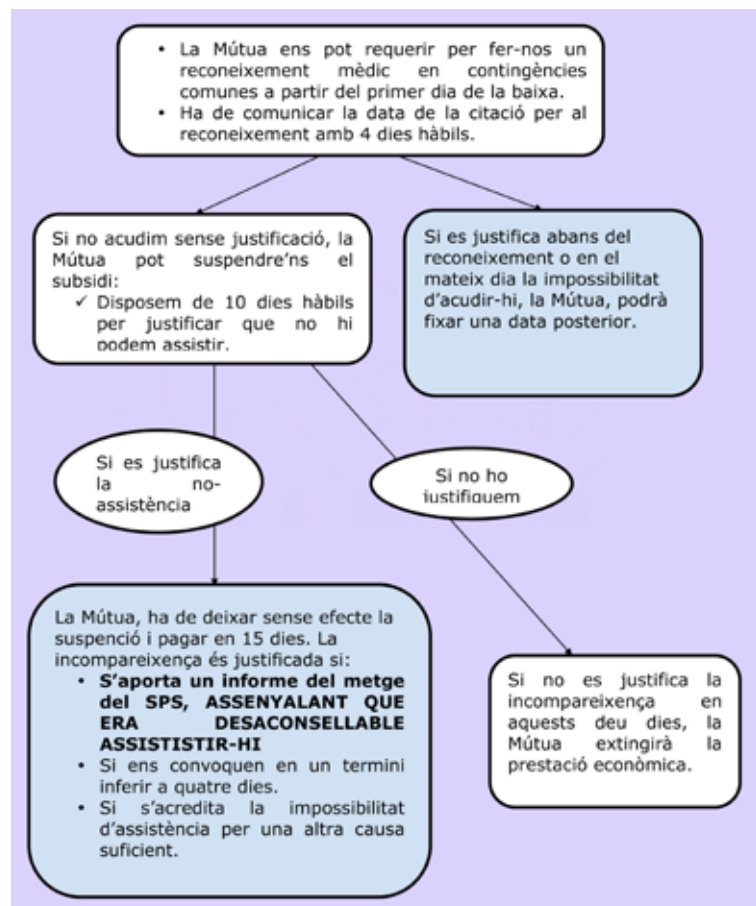 • La Mútua ens pot requerir per fer-nos un
reconeixement mèdic en contingències
comunes a partir del primer dia de la baixa.
• Ha de comunicar la data de la citació per al
reconeixement amb 4 dies hàbils.
Si no acudim sense justificació, la
Mútua pot suspendre'ns el
subsidi:
✓ Disposem de 10 dies hàbils
per justificar que no hi
podem assistir.
Si es justifica abans del
reconeixement o en el
mateix dia la impossibilitat
d'acudir-hi, la Mútua, podrà
fixar una data posterior.
Si es justifica
la no-
assistència
Si no ho
justifiquem
La Mútua, ha de deixar sense efecte la
suspenció i pagar en 15 dies. La
incompareixença és justificada si:
• S'aporta un informe del metge
del SPS, ASSENYALANT QUE
ERA DESACONSELLABLE
ASSISTISTIR-HI
• Si ens convoquen en un termini
inferir a quatre dies.
• Si s'acredita la impossibilitat
d'assistència per una altra causa
suficient.
Si no es justifica la
incompareixença en
aquests deu dies, la
Mútua extingirà la
prestació econòmica.